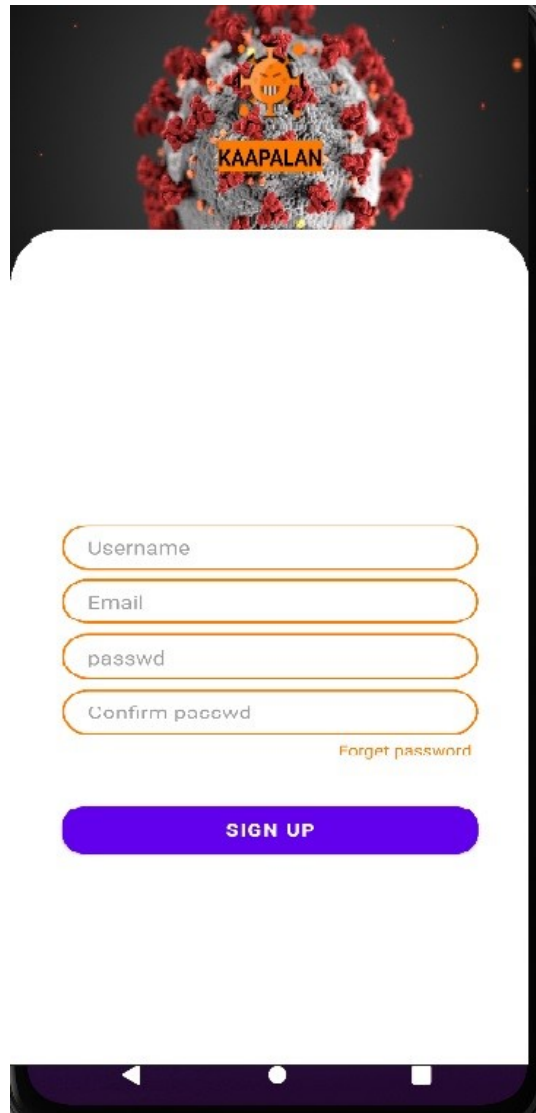 KAAPALAN
Username
Email
passwd
Confirm passwd
Forget password
SIGN UP